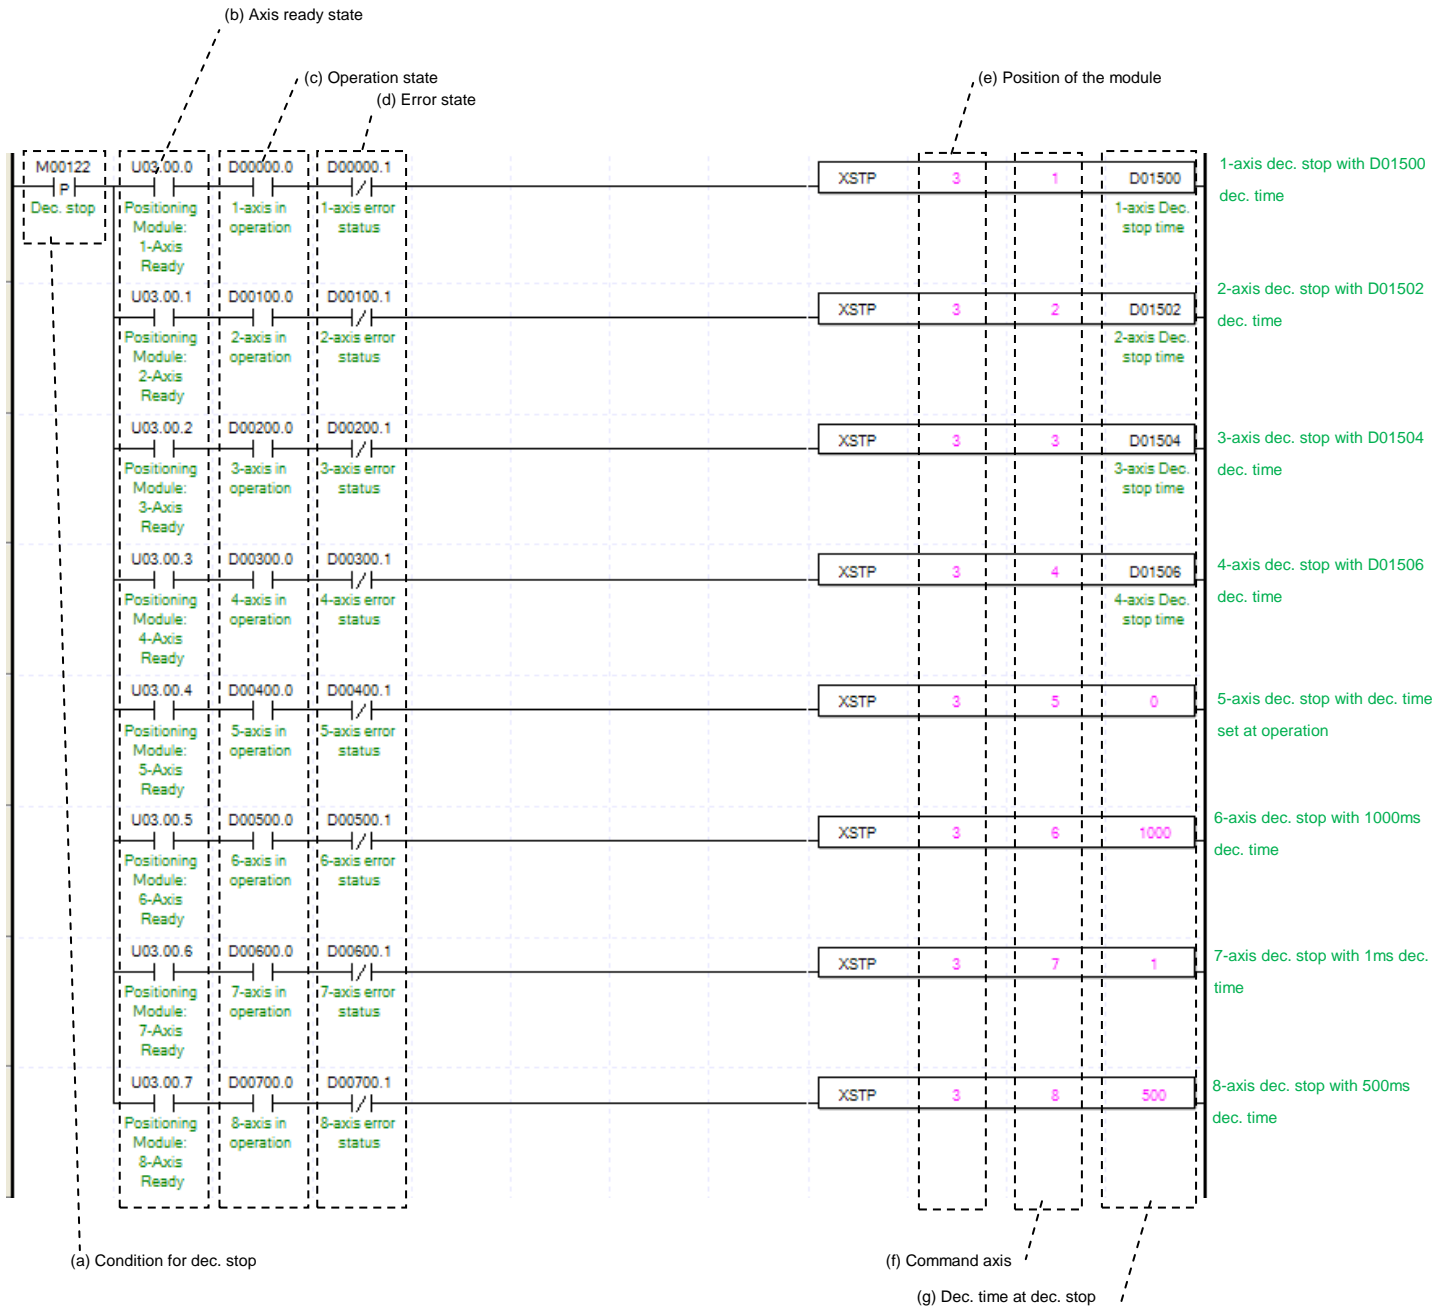 (b) Axis ready state
(c) Operation state
(d) Error state
(e) Position of the module
M00122
P
Dec. stop
U03.00.0
D00000.0
D00000.1
XSTP
3
1
D01500
Positioning
Module:
1-Axis
Ready
1-axis in
operation
1-axis error
status
1-axis Dec.
stop time
1-axis dec. stop with D01500
dec. time
U03.00.1
D00100.0
D00100.1
XSTP
3
2
D01502
Positioning
Module:
2-Axis
Ready
2-axis in
operation
2-axis error
status
2-axis Dec.
stop time
2-axis dec. stop with D01502
dec. time
U03.00.2
D00200.0
D00200.1
XSTP
3
3
D01504
Positioning
Module:
3-Axis
Ready
3-axis in
operation
3-axis error
status
3-axis Dec.
stop time
3-axis dec. stop with D01504
dec. time
U03.00.3
D00300.0
D00300.1
XSTP
3
4
D01506
Positioning
Module:
4-Axis
Ready
4-axis in
operation
4-axis error
status
4-axis Dec.
stop time
4-axis dec. stop with D01506
dec. time
U03.00.4
D00400.0
D00400.1
XSTP
3
5
0
Positioning
Module:
5-Axis
Ready
5-axis in
operation
5-axis error
status
5-axis dec. stop with dec. time
set at operation
U03.00.5
D00500.0
D00500.1
XSTP
3
6
1000
Positioning
Module:
6-Axis
Ready
6-axis in
operation
6-axis error
status
6-axis dec. stop with 1000ms
dec. time
U03.00.6
D00600.0
D00600.1
XSTP
3
7
1
Positioning
Module:
7-Axis
Ready
7-axis in
operation
7-axis error
status
7-axis dec. stop with 1ms dec.
time
U03.00.7
D00700.0
D00700.1
XSTP
3
8
500
Positioning
Module:
8-Axis
Ready
8-axis in
operation
8-axis error
status
8-axis dec. stop with 500ms
dec. time
(a) Condition for dec. stop
(f) Command axis
(g) Dec. time at dec. stop